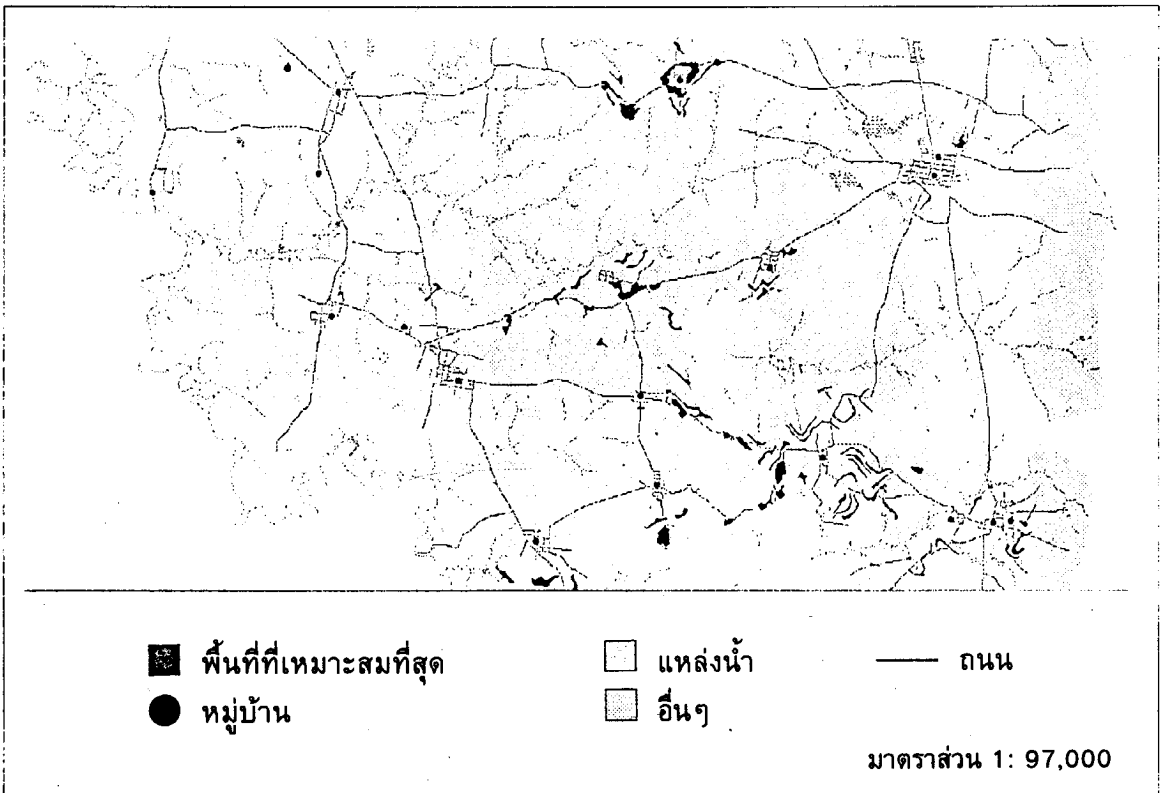 พื้นที่ที่เหมาะสมที่สุด
หมู่บ้าน
แหล่งน้ำ
อื่นๆ
ถนน
มาตราส่วน 1: 97,000